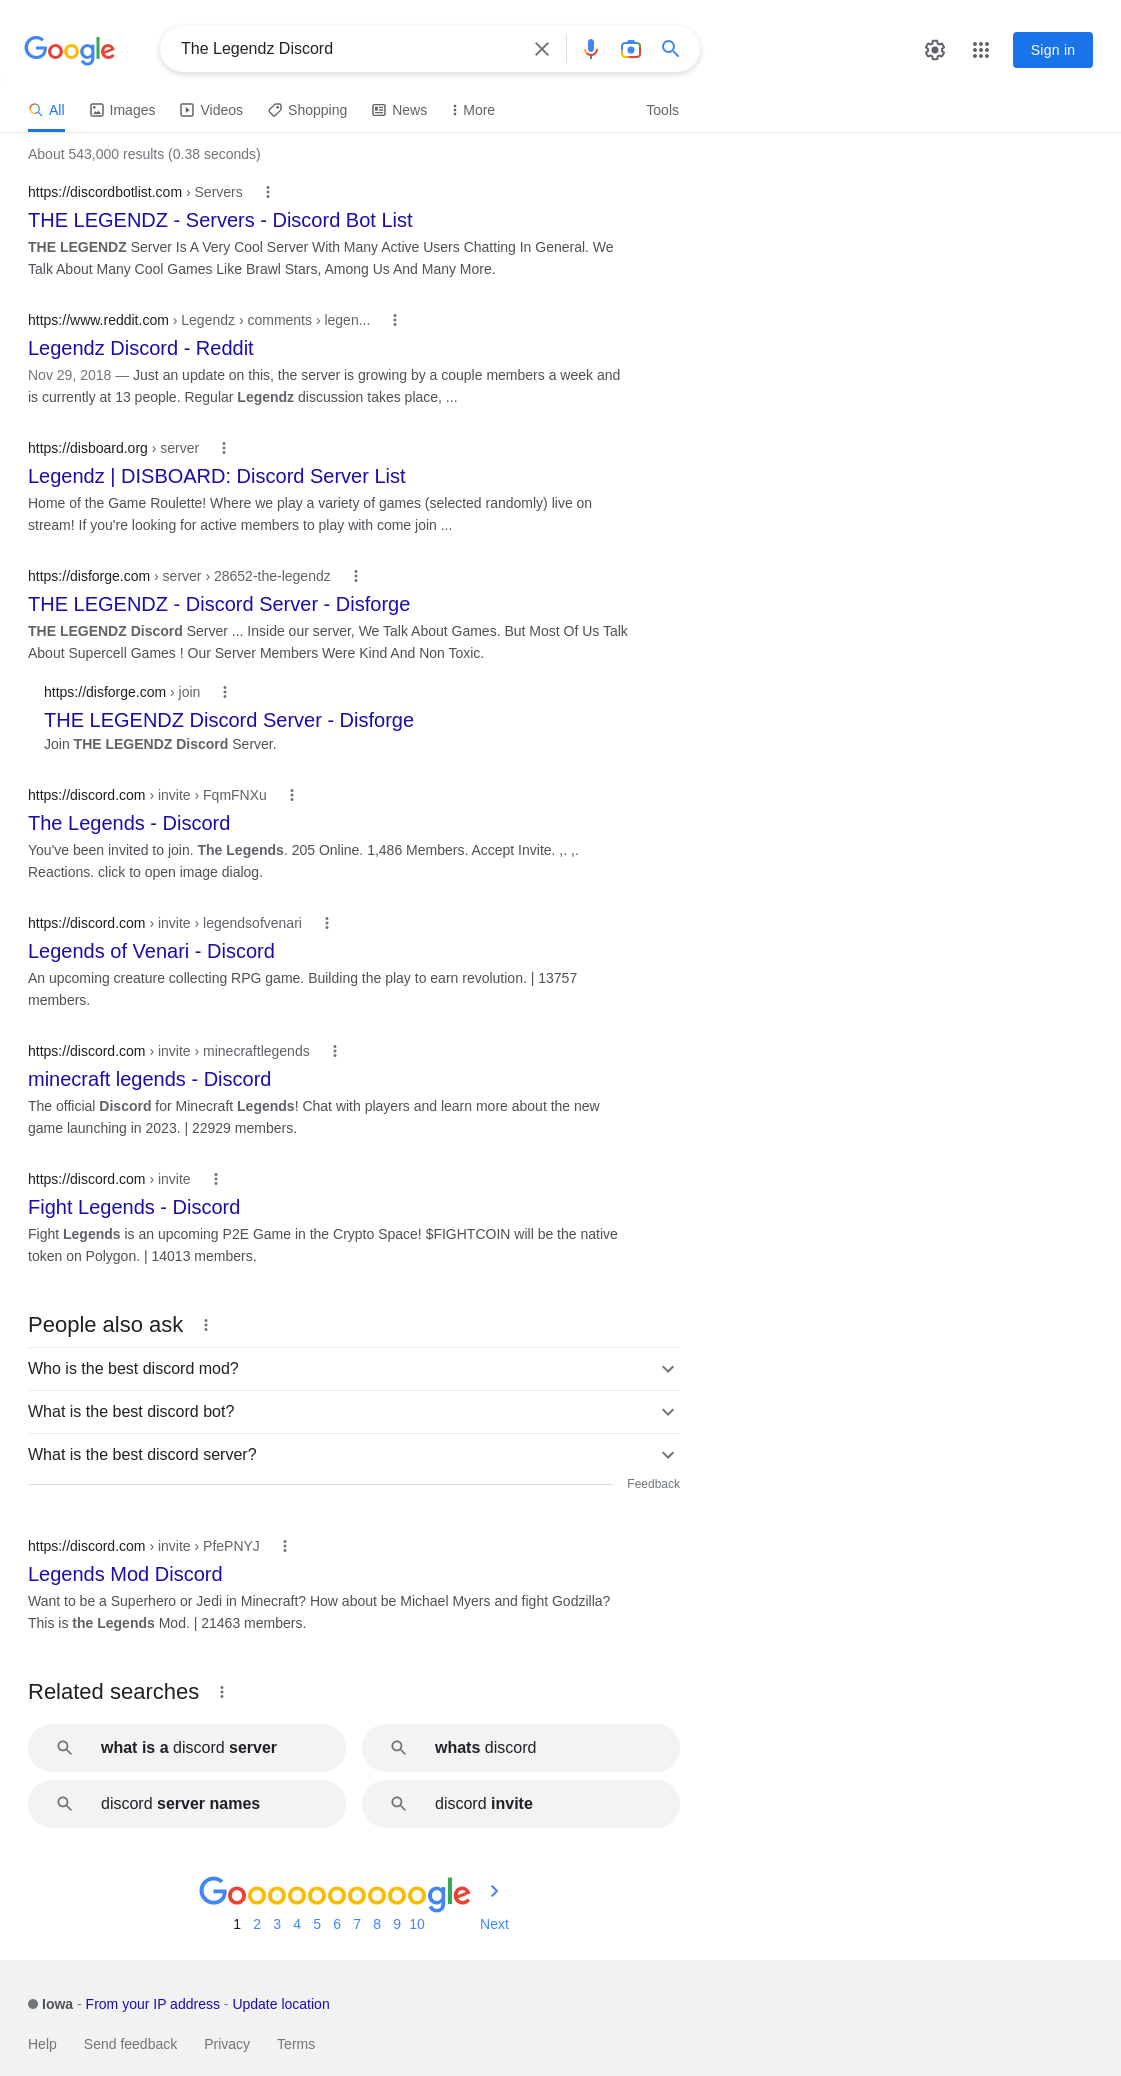 Google
The Legendz Discord
Sign in
All
Images
Videos
Shopping
News
More
Tools
About 543,000 results (0.38 seconds)
https://discordbotlist.com › Servers
THE LEGENDZ - Servers - Discord Bot List
THE LEGENDZ Server Is A Very Cool Server With Many Active Users Chatting In General. We
Talk About Many Cool Games Like Brawl Stars, Among Us And Many More.
https://www.reddit.com › Legendz › comments › legen...
Legendz Discord - Reddit
Nov 29, 2018 — Just an update on this, the server is growing by a couple members a week and
is currently at 13 people. Regular Legendz discussion takes place, ...
https://disboard.org › server
Legendz | DISBOARD: Discord Server List
Home of the Game Roulette! Where we play a variety of games (selected randomly) live on
stream! If you're looking for active members to play with come join ...
https://disforge.com › server › 28652-the-legendz
THE LEGENDZ - Discord Server - Disforge
THE LEGENDZ Discord Server ... Inside our server, We Talk About Games. But Most Of Us Talk
About Supercell Games ! Our Server Members Were Kind And Non Toxic.
https://disforge.com › join
THE LEGENDZ Discord Server - Disforge
Join THE LEGENDZ Discord Server.
https://discord.com › invite › FqmFNXu
The Legends - Discord
You've been invited to join. The Legends. 205 Online. 1,486 Members. Accept Invite. ,. ,.
Reactions. click to open image dialog.
https://discord.com › invite › legendsofvenari
Legends of Venari - Discord
An upcoming creature collecting RPG game. Building the play to earn revolution. | 13757
members.
https://discord.com › invite › minecraftlegends
minecraft legends - Discord
The official Discord for Minecraft Legends! Chat with players and learn more about the new
game launching in 2023. | 22929 members.
https://discord.com › invite
Fight Legends - Discord
Fight Legends is an upcoming P2E Game in the Crypto Space! $FIGHTCOIN will be the native
token on Polygon. | 14013 members.
People also ask
Who is the best discord mod?
What is the best discord bot?
What is the best discord server?
Feedback
https://discord.com › invite › PfePNYJ
Legends Mod Discord
Want to be a Superhero or Jedi in Minecraft? How about be Michael Myers and fight Godzilla?
This is the Legends Mod. | 21463 members.
Related searches
what is a discord server
whats discord
discord server names
discord invite
Goooooooooogle
1 2 3 4 5 6 7 8 9 10 Next
Iowa - From your IP address - Update location
Help Send feedback Privacy Terms